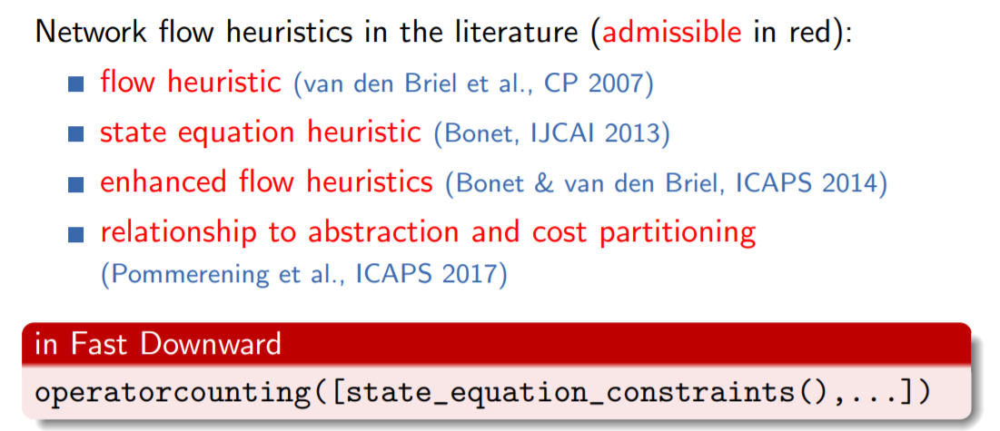 Network flow heuristics in the literature (admissible in red):
flow heuristic (van den Briel et al., CP 2007)
state equation heuristic (Bonet, IJCAI 2013)
enhanced flow heuristics (Bonet & van den Briel, ICAPS 2014)
relationship to abstraction and cost partitioning
(Pommerening et al., ICAPS 2017)
in Fast Downward
operatorcounting([state_equation_constraints(),...])